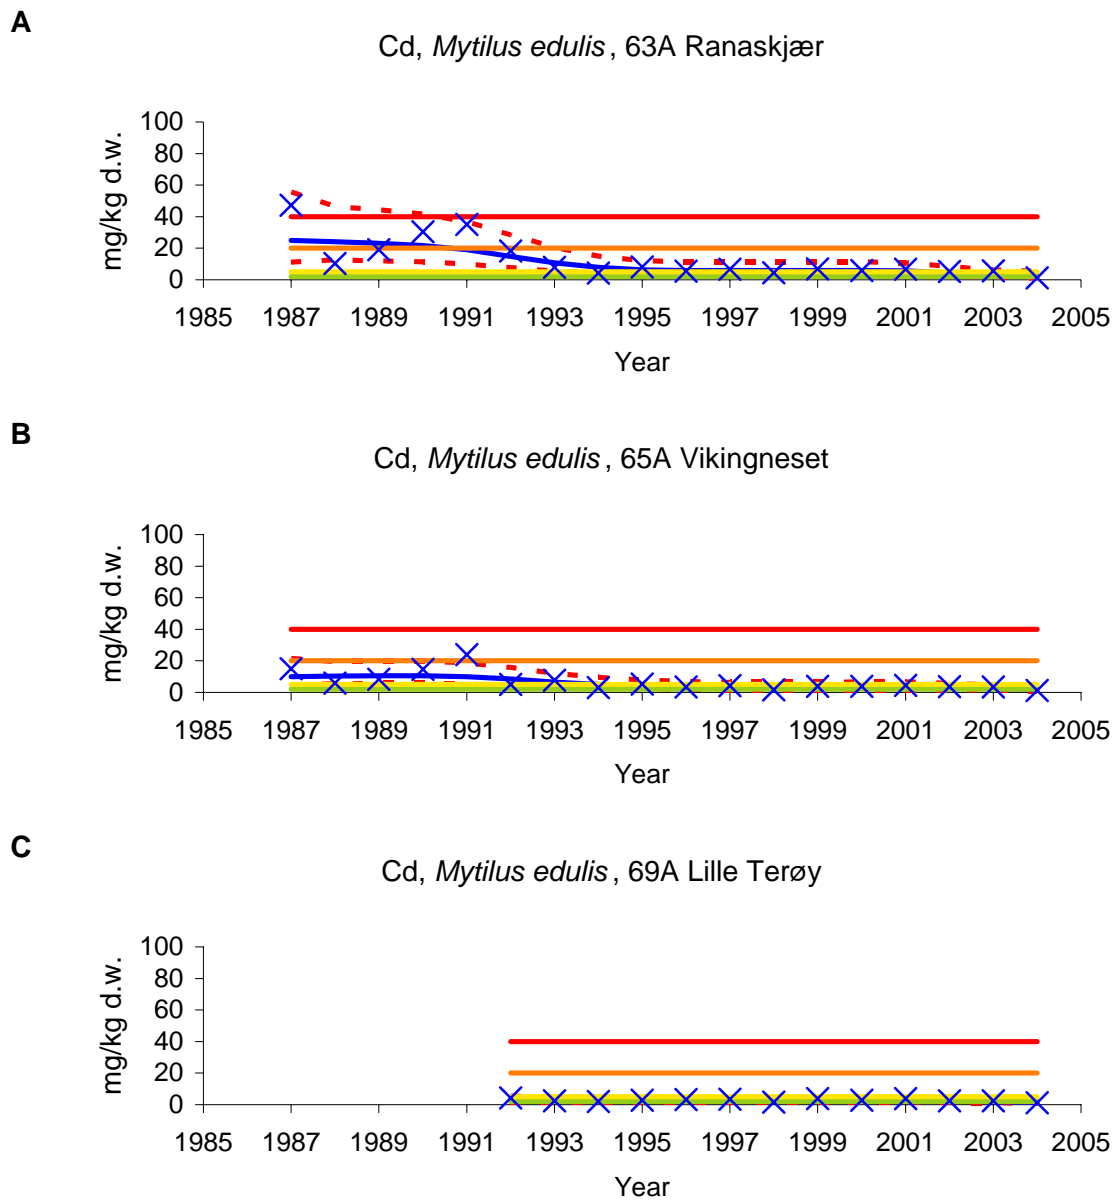 A
Cd, Mytilus edulis, 63A Ranaskjær
100
80
60
40
20
0
mg/kg d.w.
1985 1987 1989 1991 1993 1995 1997 1999 2001 2003 2005
Year
B
Cd, Mytilus edulis, 65A Vikingneset
100
80
60
40
20
0
mg/kg d.w.
1985 1987 1989 1991 1993 1995 1997 1999 2001 2003 2005
Year
C
Cd, Mytilus edulis, 69A Lille Terøy
100
80
60
40
20
0
mg/kg d.w.
1985 1987 1989 1991 1993 1995 1997 1999 2001 2003 2005
Year